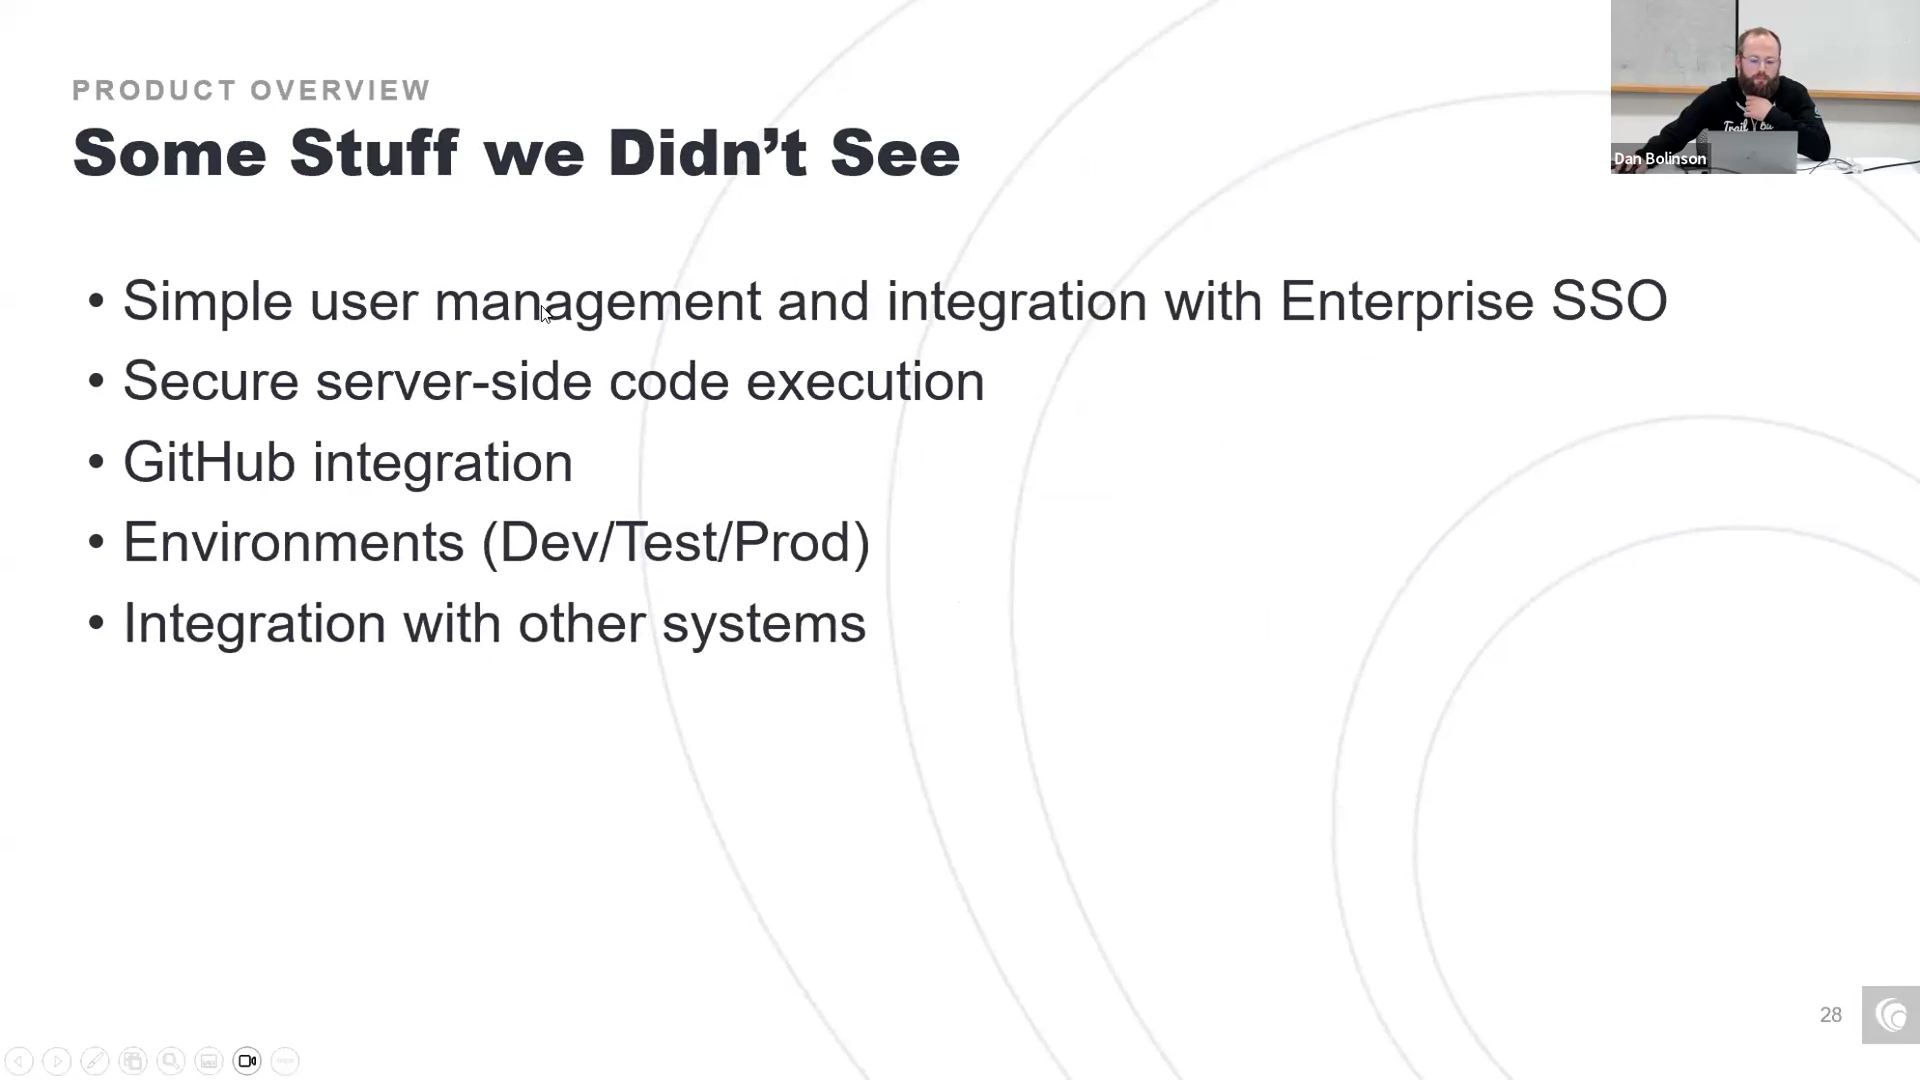 PRODUCT OVERVIEW
Some Stuff we Didn’t See
• Simple user management and integration with Enterprise SSO
• Secure server-side code execution
• GitHub integration
• Environments (Dev/Test/Prod)
• Integration with other systems
Trail
Dan Bolinson
28